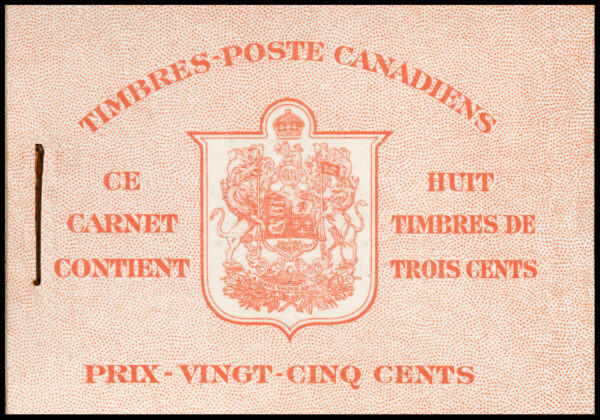 TIMBRES-POSTE CANADIENS
CE
CARNET
CONTIENT
HUIT
TIMBRES DE
TROIS CENTS
PRIX-VINGT-CINQ CENTS